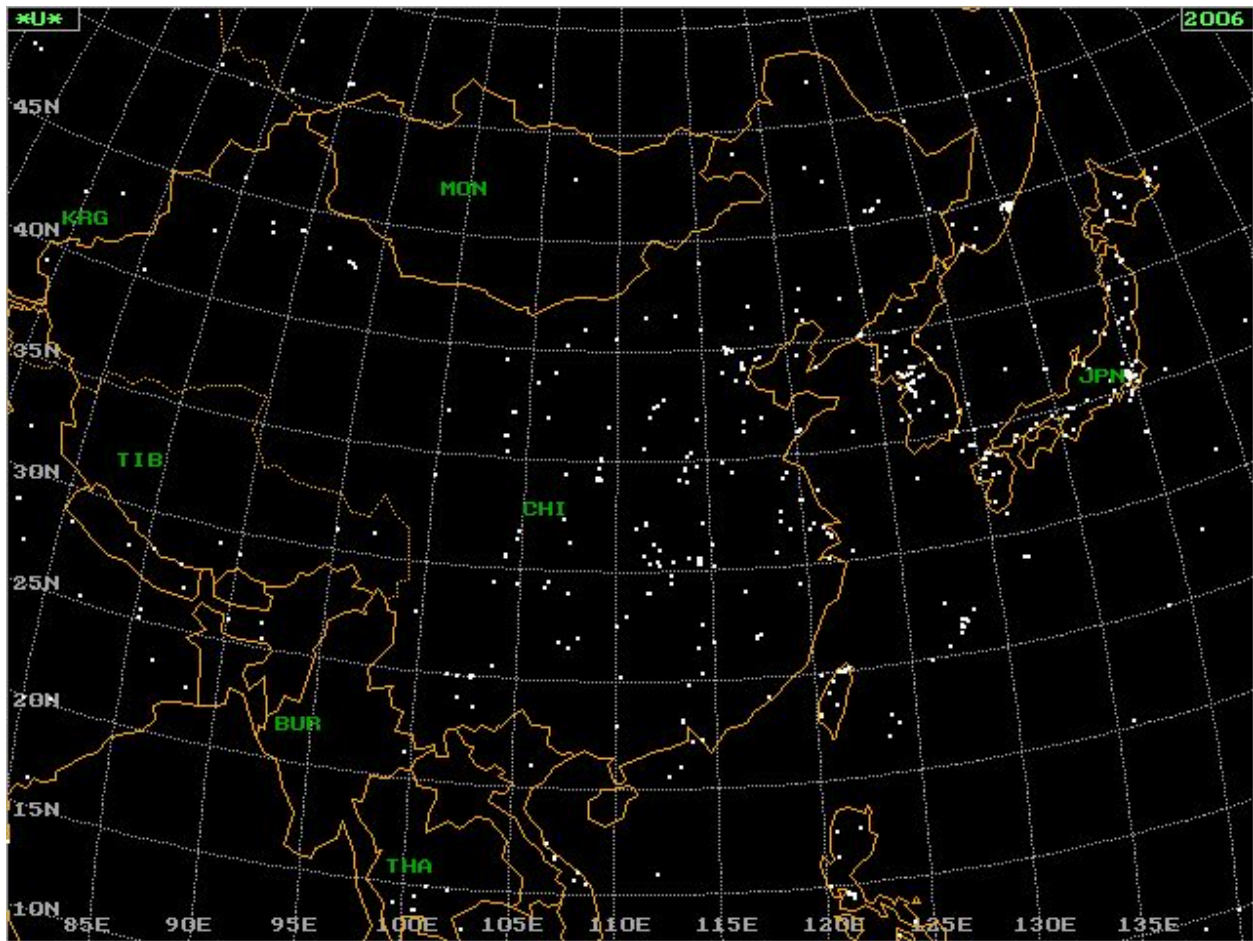 *U* 2006
45N
MON
KRG
40N
35N
JPN
TIB
30N
CHI
25N
20N
BUR
15N
THA
10N 85E 90E 95E 100E 105E 110E 115E 120E 125E 130E 135E